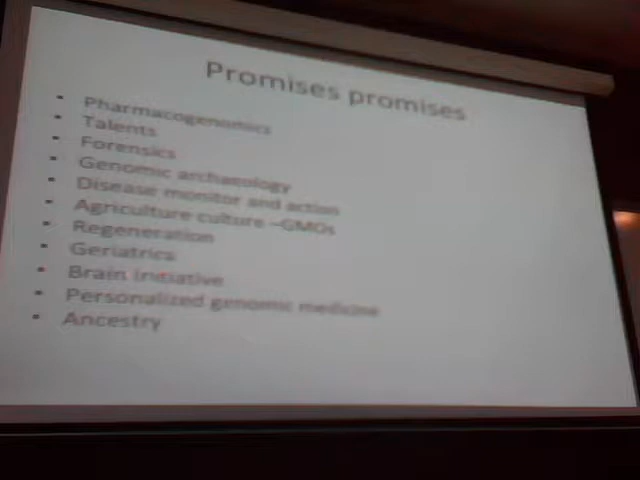 Promises promises
• Pharmacogenomics
• Talents
• Forensics
• Genomic archaeology
• Disease monitor and action
• Agriculture culture –GMOs
• Regeneration
• Geriatrics
• Brain Initiative
• Personalized genomic medicine
• Ancestry